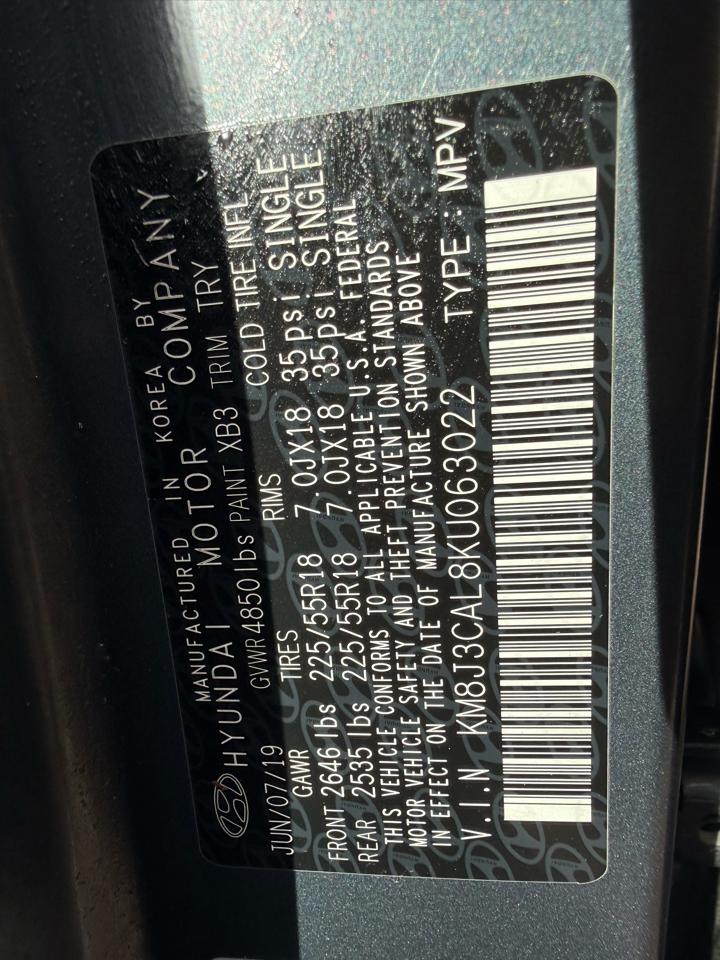 MANUFACTURED IN KOREA BY
HYUNDAI MOTOR COMPANY
JUN/07/19 GVWR 4850 lbs PAINT XB3 TRIM TRY
GAWR TIRES RMS COLD TIRE INFL
FRONT 2646 lbs 225/55R18 7.0JX18 35psi SINGLE
REAR 2535 lbs 225/55R18 7.0JX18 35psi SINGLE
THIS VEHICLE CONFORMS TO ALL APPLICABLE U.S.A. FEDERAL
MOTOR VEHICLE SAFETY AND THEFT PREVENTION STANDARDS
IN EFFECT ON THE DATE OF MANUFACTURE SHOWN ABOVE
V.I.N KM8J3CAL8KU063022 TYPE : MPV